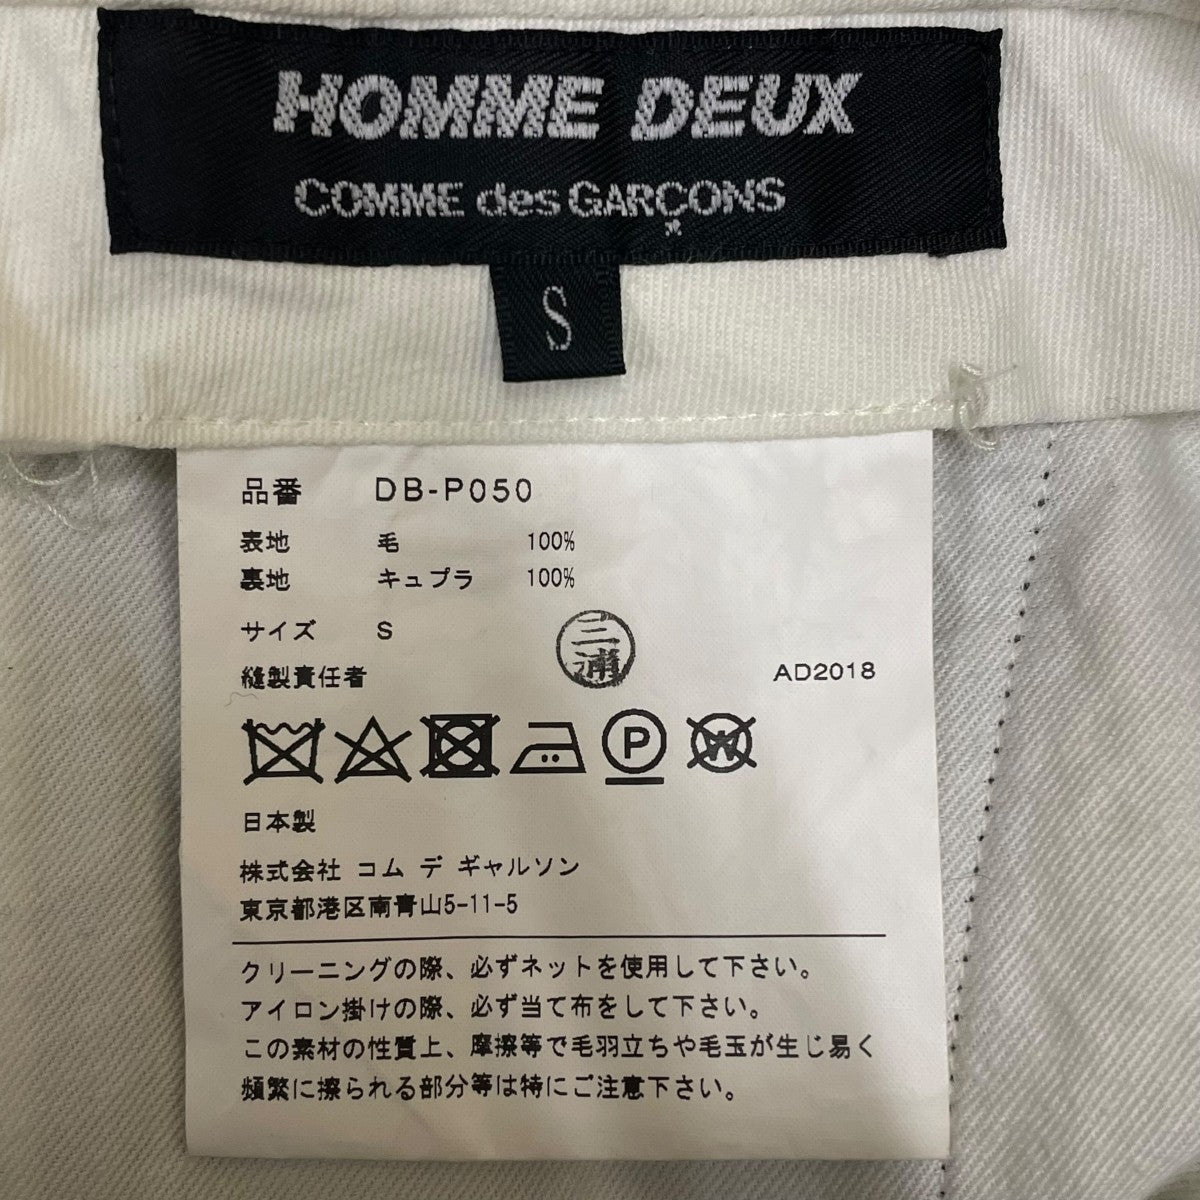 HOMME DEUX
COMME des GARÇONS
S
品番 DB-P050
表地 毛 100%
裏地 キュプラ 100%
サイズ S
三浦
縫製責任者 AD2018
P W
日本製
株式会社 コム デ ギャルソン
東京都港区南青山5-11-5
クリーニングの際、必ずネットを使用して下さい。
アイロン掛けの際、必ず当て布をして下さい。
この素材の性質上、摩擦等で毛羽立ちや毛玉が生じ易く
頻繁に擦られる部分等は特にご注意下さい。